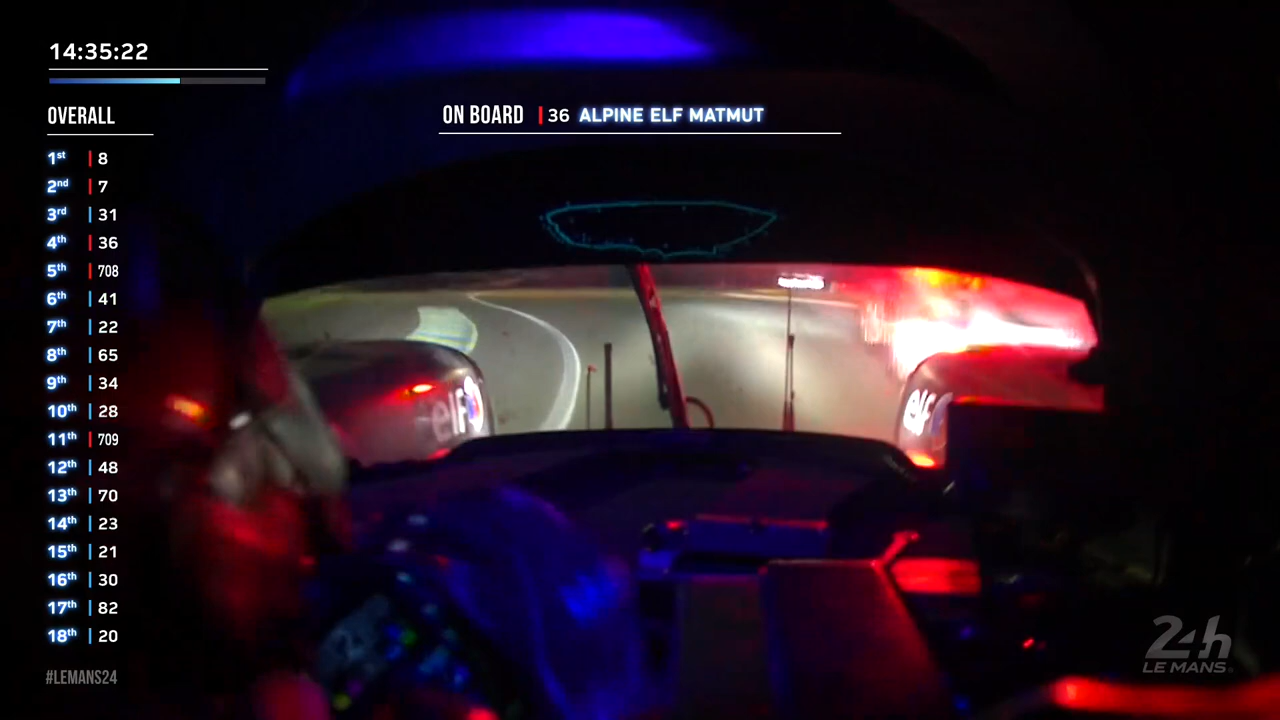 14:35:22
OVERALL
ON BOARD 36 ALPINE ELF MATMUT
1st 8
2nd 7
3rd 31
4th 36
5th 708
6th 41
7th 22
8th 65
9th 34
10th 28
11th 709
12th 48
13th 70
14th 23
15th 21
16th 30
17th 82
18th 20
elf
elf
24h
LE MANS
#LEMANS24